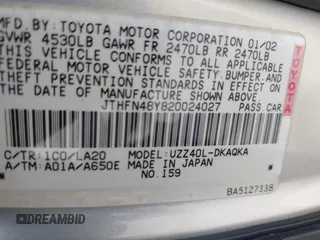 MFD. BY: TOYOTA MOTOR CORPORATION 01/02
GVWR 4530LB GAWR FR 2470LB RR 2470LB
THIS VEHICLE CONFORMS TO ALL APPLICABLE
FEDERAL MOTOR VEHICLE SAFETY, BUMPER, AND
THEFT PREVENTION STANDARDS IN EFFECT ON
THE DATE OF MANUFACTURE SHOWN ABOVE.
JTHFN48Y820024027 PASS.CAR
TOYOTA
C/TR:1C0/LA20 MODEL:UZZ40L-DKAQKA
A/TM:A01A/A650E MADE IN JAPAN
NO.159
BA5127338
AUTOBIDCAR